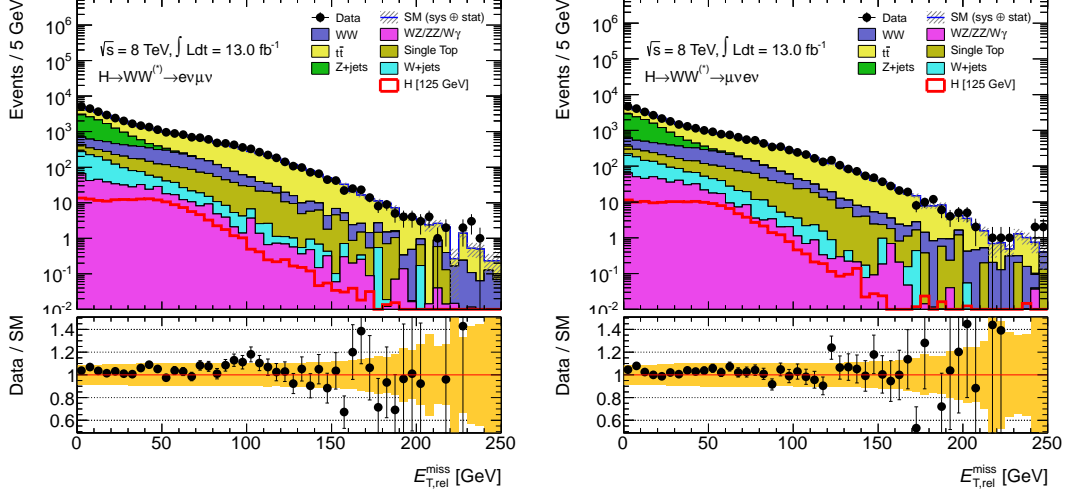 Events / 5 GeV
10⁶
10⁵
10⁴
10³
10²
10
1
10⁻¹
10⁻²
√s = 8 TeV, ∫ Ldt = 13.0 fb⁻¹
H→WW⁽*⁾→eνμν
Data
SM (sys ⊕ stat)
WW
WZ/ZZ/Wγ
tt̄
Single Top
Z+jets
W+jets
H [125 GeV]
Data / SM
1.4
1.2
1
0.8
0.6
0 50 100 150 200 250
E_T,rel^miss [GeV]
Events / 5 GeV
10⁶
10⁵
10⁴
10³
10²
10
1
10⁻¹
10⁻²
√s = 8 TeV, ∫ Ldt = 13.0 fb⁻¹
H→WW⁽*⁾→μνeν
Data
SM (sys ⊕ stat)
WW
WZ/ZZ/Wγ
tt̄
Single Top
Z+jets
W+jets
H [125 GeV]
Data / SM
1.4
1.2
1
0.8
0.6
0 50 100 150 200 250
E_T,rel^miss [GeV]